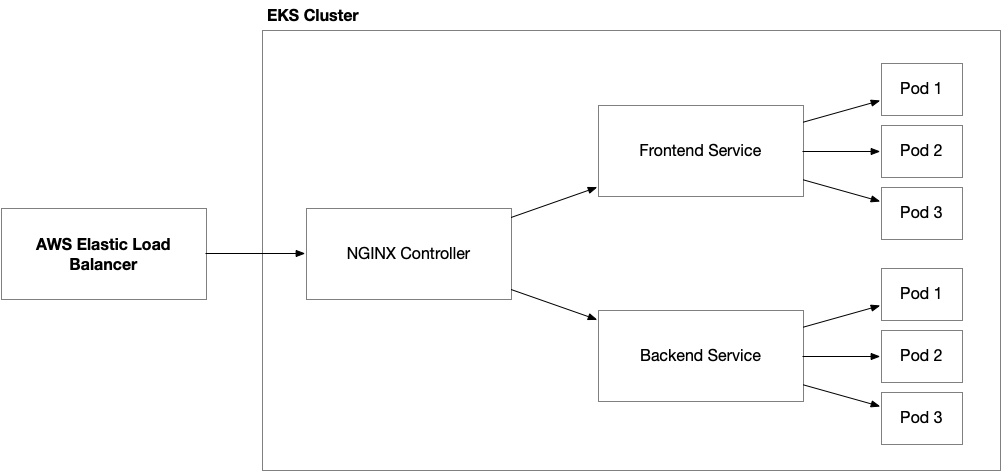 EKS Cluster
AWS Elastic Load
Balancer
NGINX Controller
Frontend Service
Pod 1
Pod 2
Pod 3
Backend Service
Pod 1
Pod 2
Pod 3